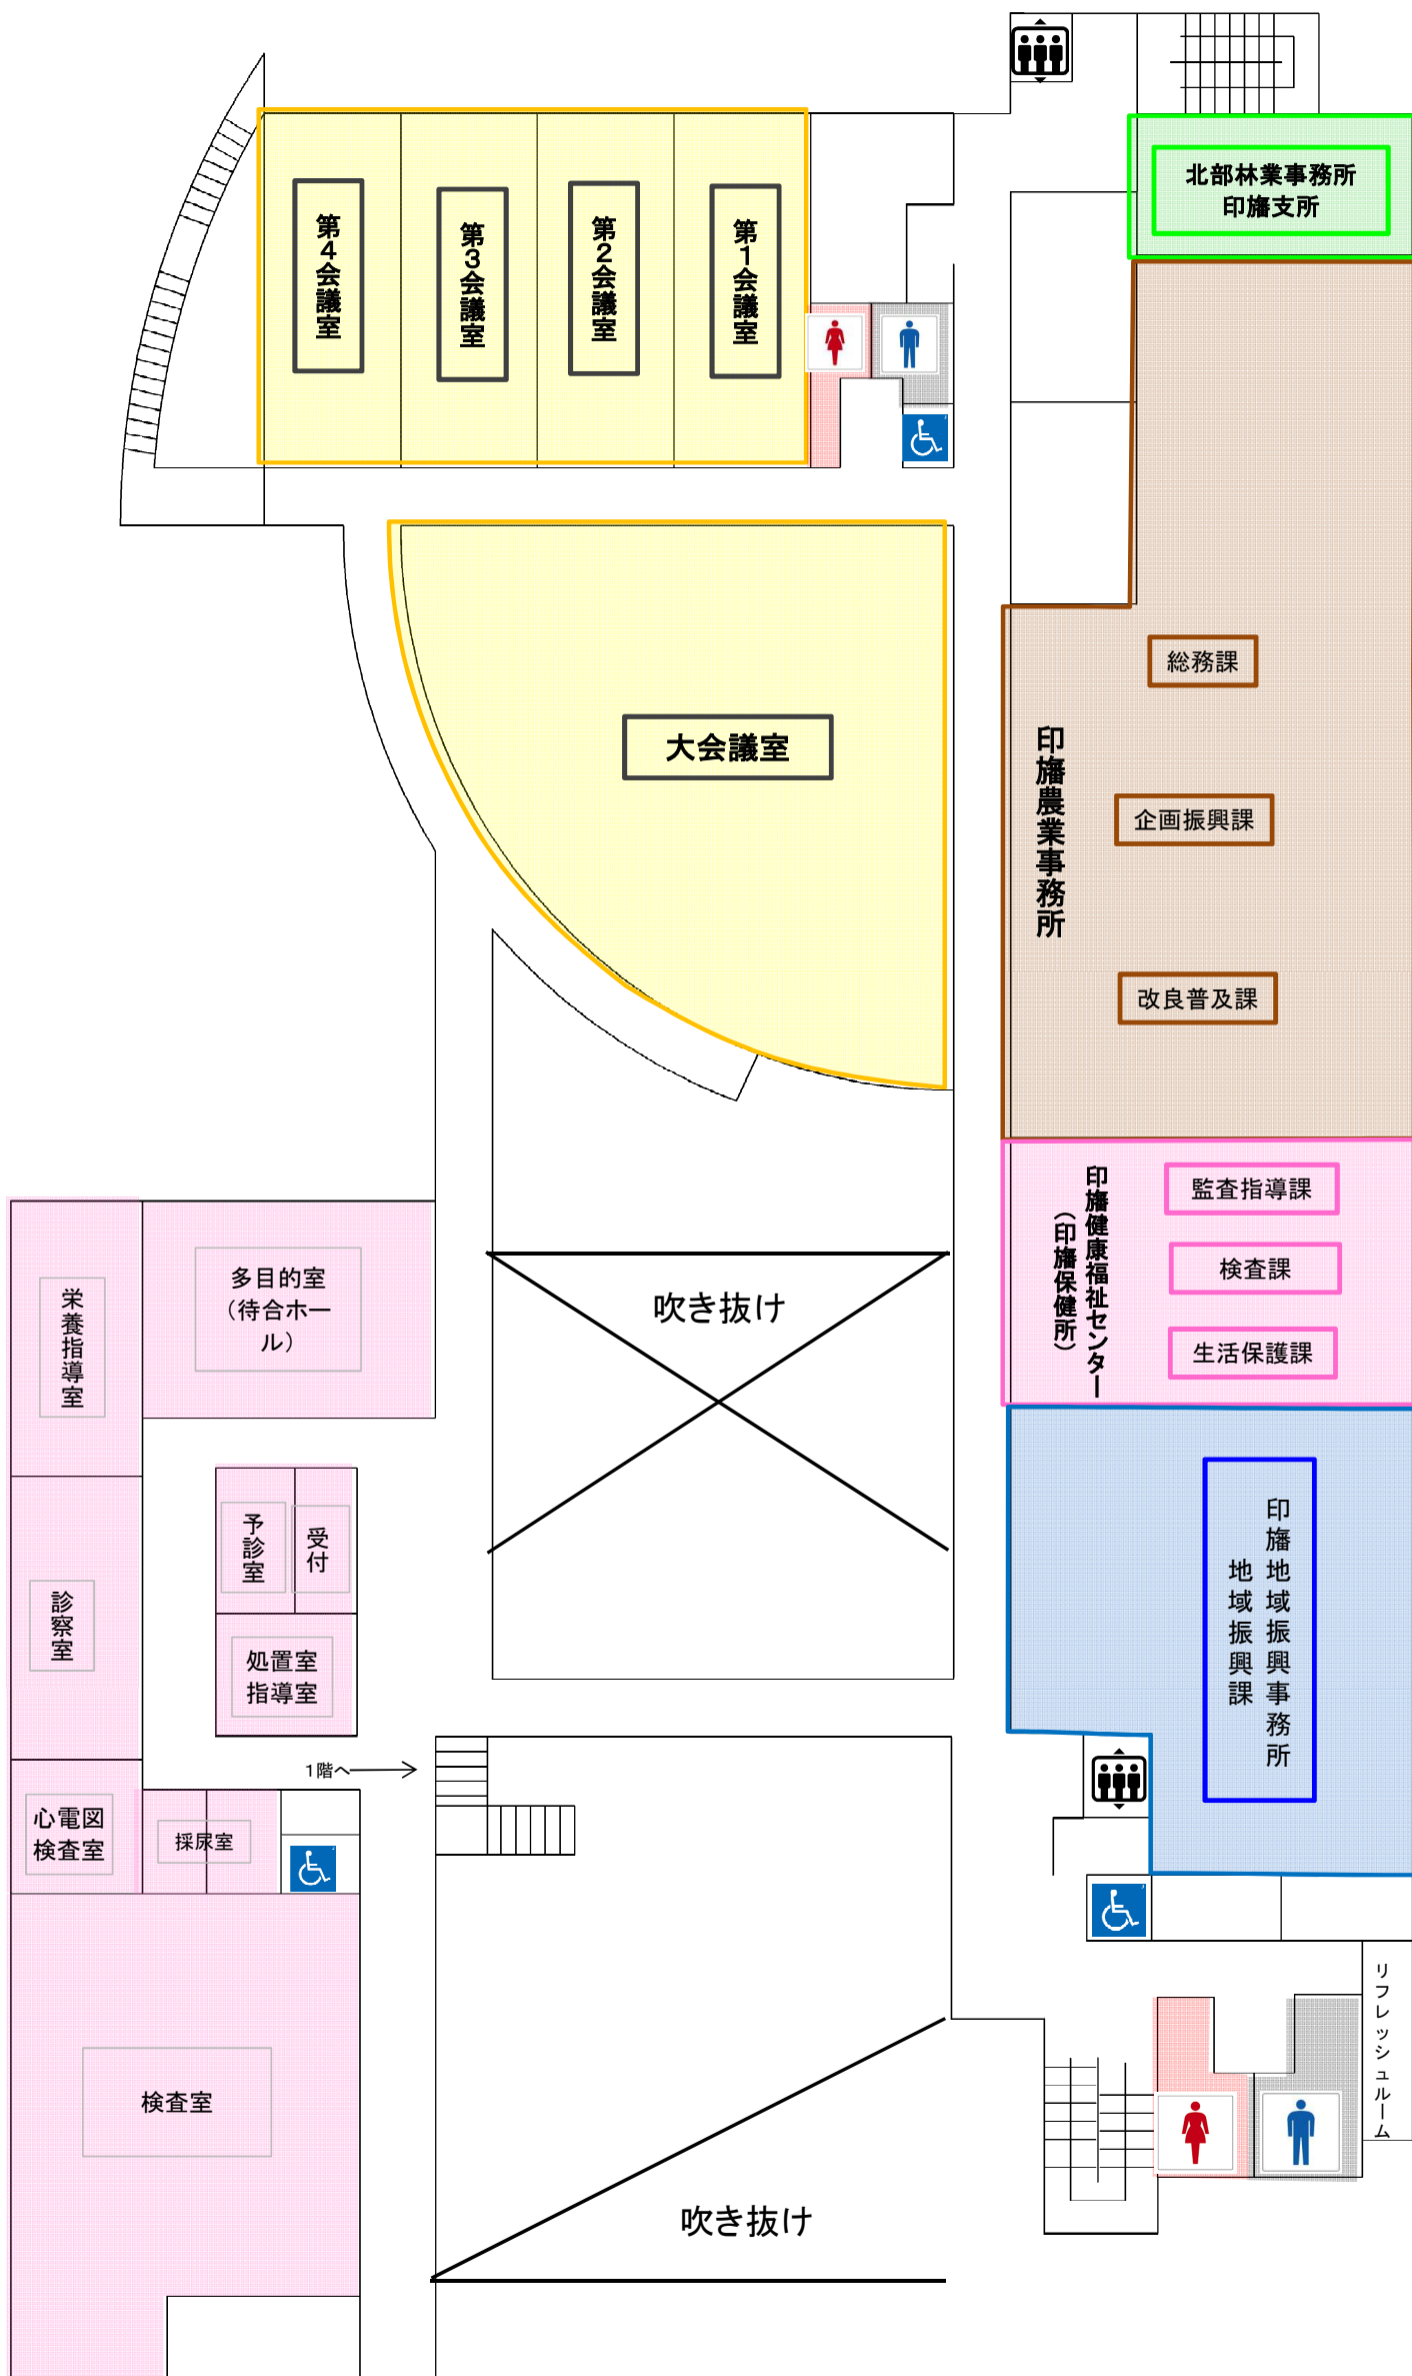 北部林業事務所
印旛支所
第4会議室
第3会議室
第2会議室
第1会議室
総務課
大会議室
印旛農業事務所
企画振興課
改良普及課
印旛健康福祉センター
（印旛保健所）
監査指導課
検査課
生活保護課
栄養指導室
多目的室
（待合ホー
ル）
吹き抜け
予診室
受付
印旛地域振興事務所
地域振興課
診察室
処置室
指導室
1階へ
心電図
検査室
採尿室
リフレッシュルーム
検査室
吹き抜け